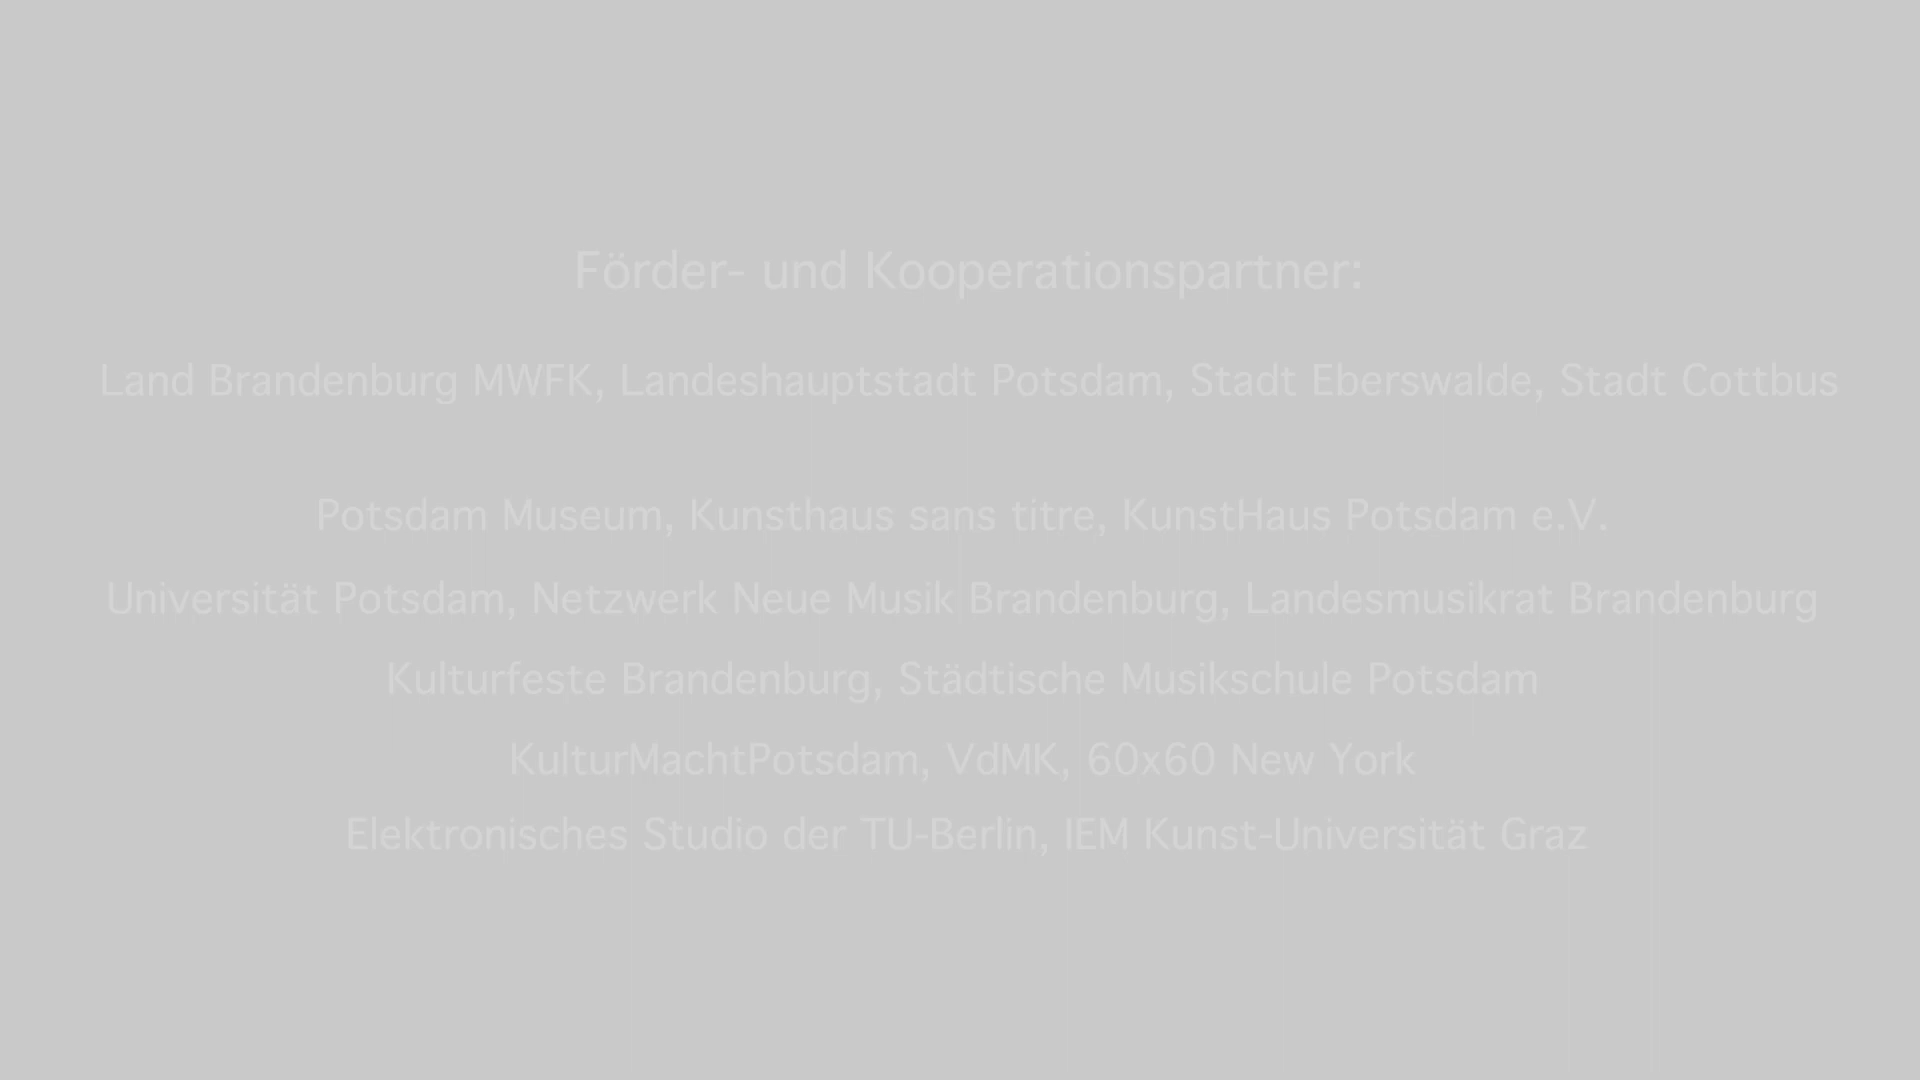 Förder- und Kooperationspartner:
Land Brandenburg MWFK, Landeshauptstadt Potsdam, Stadt Eberswalde, Stadt Cottbus
Potsdam Museum, Kunsthaus sans titre, KunstHaus Potsdam e.V.
Universität Potsdam, Netzwerk Neue Musik Brandenburg, Landesmusikrat Brandenburg
Kulturfeste Brandenburg, Städtische Musikschule Potsdam
KulturMachtPotsdam, VdMK, 60x60 New York
Elektronisches Studio der TU-Berlin, IEM Kunst-Universität Graz